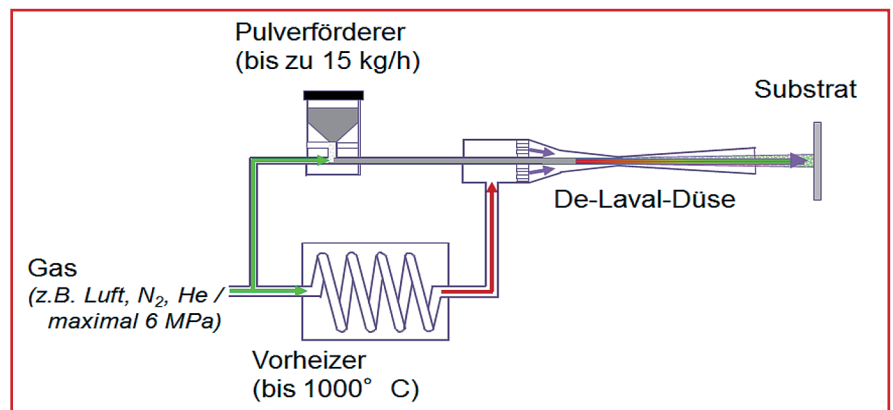 Pulverförderer
(bis zu 15 kg/h)
Substrat
De-Laval-Düse
Gas
(z.B. Luft, N₂, He /
maximal 6 MPa)
Vorheizer
(bis 1000° C)